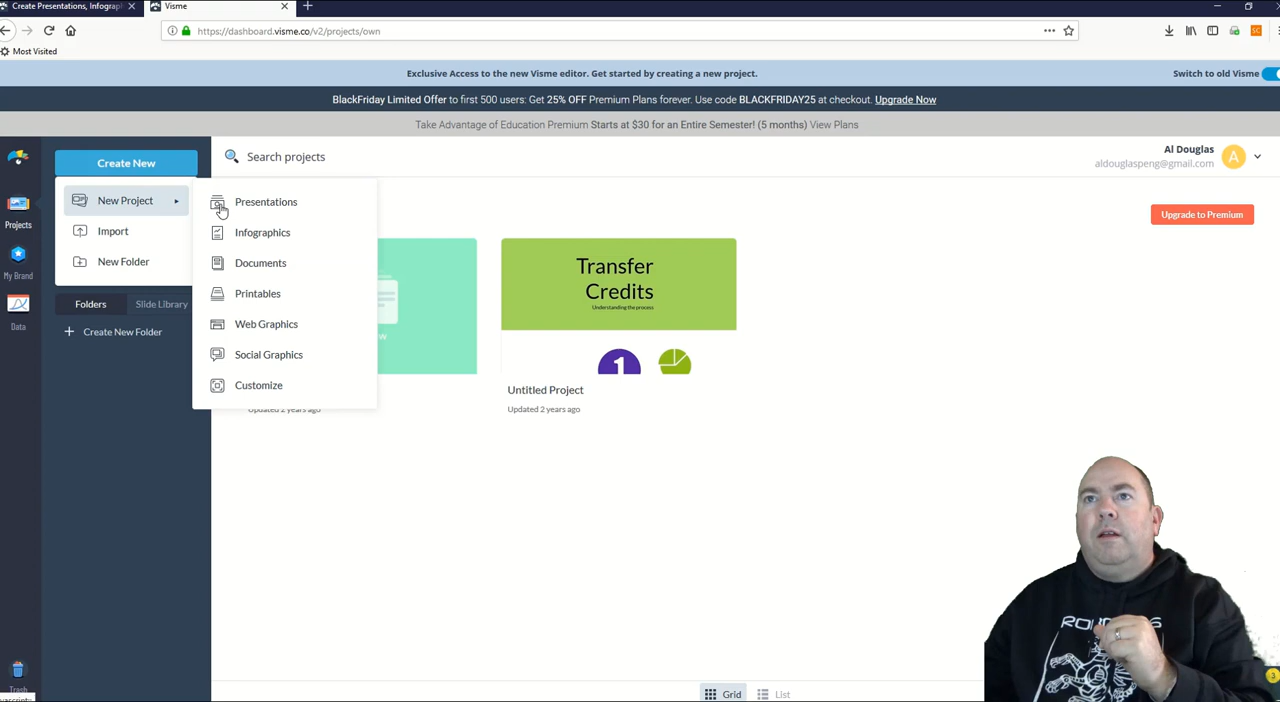 Create Presentations, Infograph
Visme
https://dashboard.visme.co/v2/projects/own
Most Visited
Exclusive Access to the new Visme editor. Get started by creating a new project.
Switch to old Visme
BlackFriday Limited Offer to first 500 users: Get 25% OFF Premium Plans forever. Use code BLACKFRIDAY25 at checkout. Upgrade Now
Take Advantage of Education Premium Starts at $30 for an Entire Semester! (5 months) View Plans
Create New
Search projects
Al Douglas
aldouglaspeng@gmail.com
A
New Project
Import
New Folder
Presentations
Infographics
Documents
Printables
Web Graphics
Social Graphics
Customize
Projects
My Brand
Data
Trash
Folders
Slide Library
Create New Folder
Upgrade to Premium
Transfer
Credits
Understanding the process
1
Untitled Project
Updated 2 years ago
Updated 2 years ago
Grid
List
3